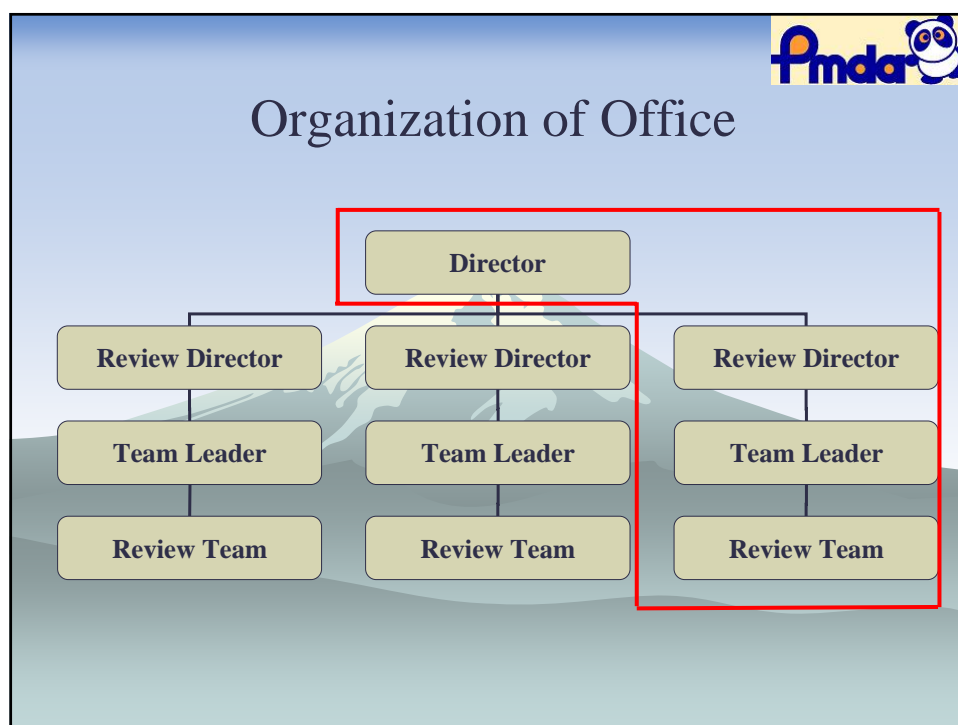 Pmda
Organization of Office
Director
Review Director
Review Director
Review Director
Team Leader
Team Leader
Team Leader
Review Team
Review Team
Review Team